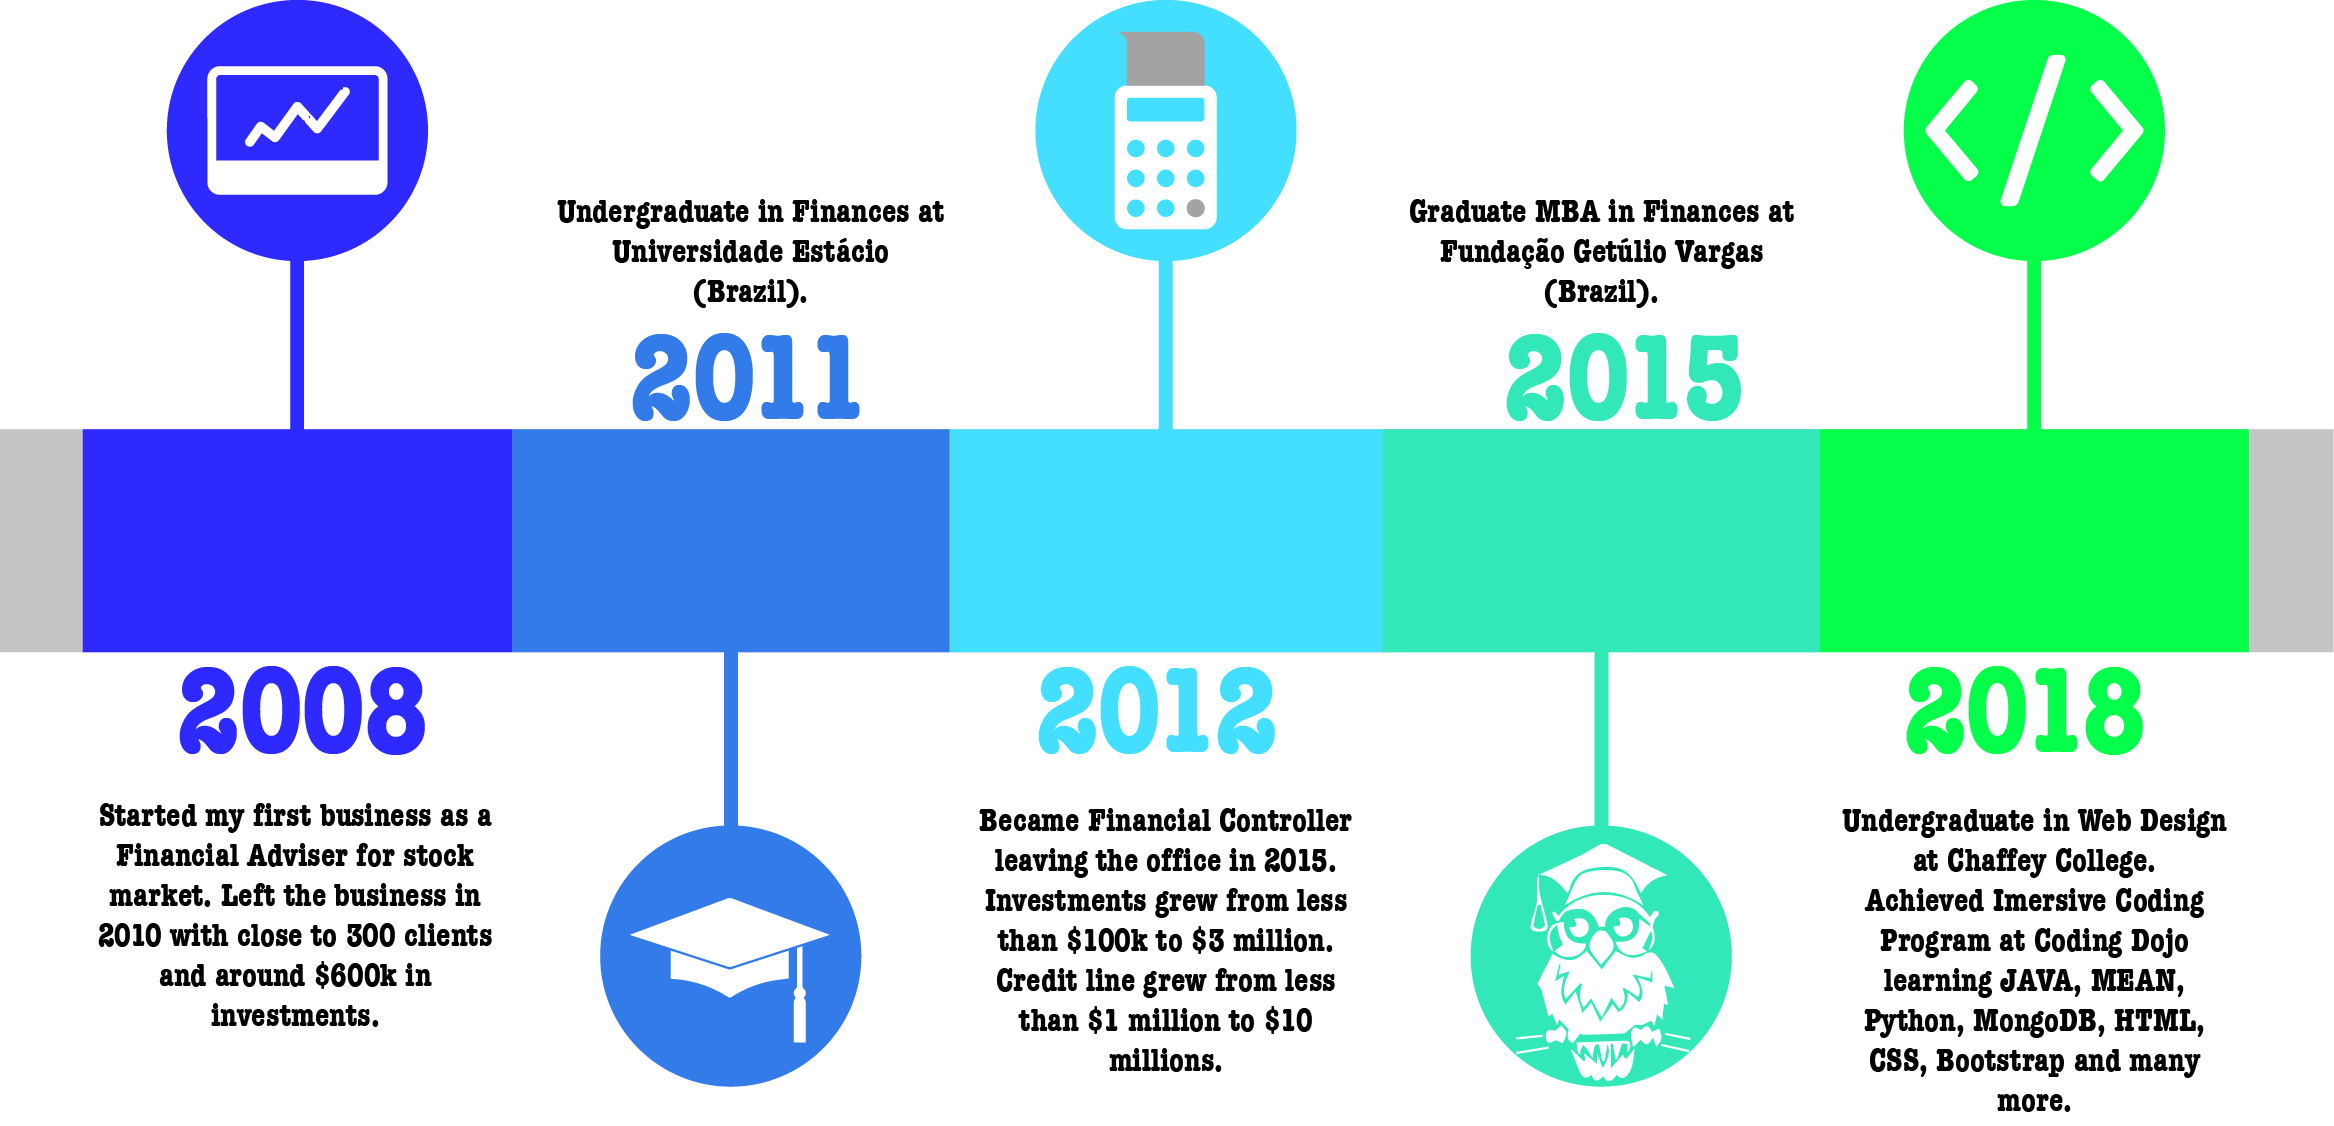 2008
Started my first business as a
Financial Adviser for stock
market. Left the business in
2010 with close to 300 clients
and around $600k in
investments.
Undergraduate in Finances at
Universidade Estácio
(Brazil).
2011
2012
Became Financial Controller
leaving the office in 2015.
Investments grew from less
than $100k to $3 million.
Credit line grew from less
than $1 million to $10
millions.
Graduate MBA in Finances at
Fundação Getúlio Vargas
(Brazil).
2015
2018
Undergraduate in Web Design
at Chaffey College.
Achieved Imersive Coding
Program at Coding Dojo
learning JAVA, MEAN,
Python, MongoDB, HTML,
CSS, Bootstrap and many
more.